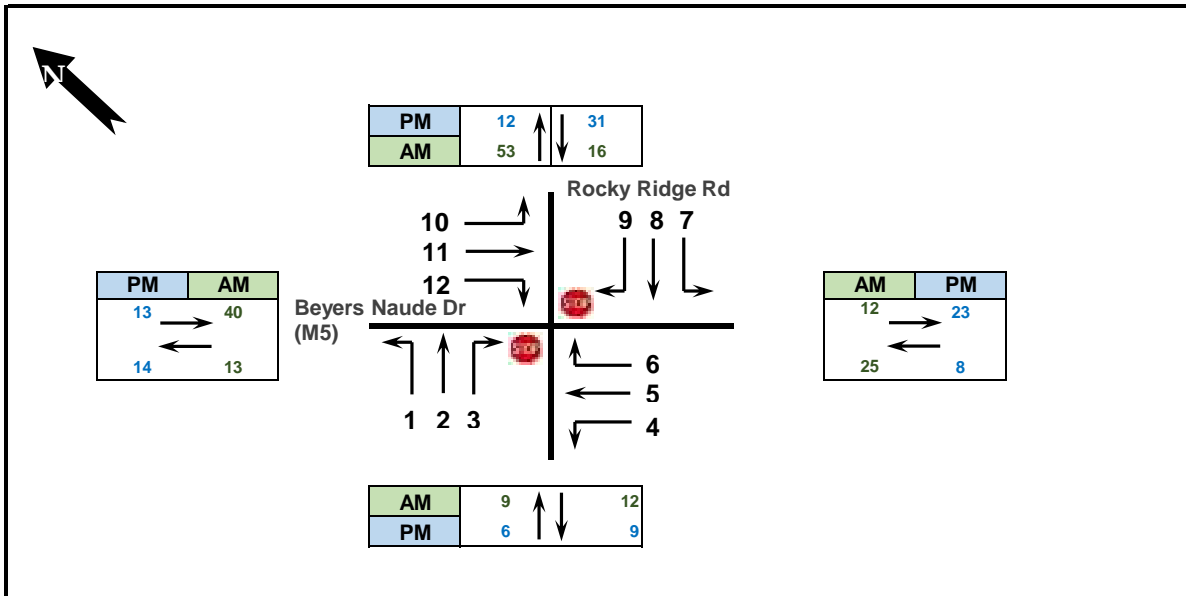 N
PM 12 31
AM 53 16
Rocky Ridge Rd
10 9 8 7
11
12
PM AM
13 40
14 13
Beyers Naude Dr
(M5)
STOP
AM PM
12 23
25 8
STOP
6
5
1 2 3 4
AM 9 12
PM 6 9